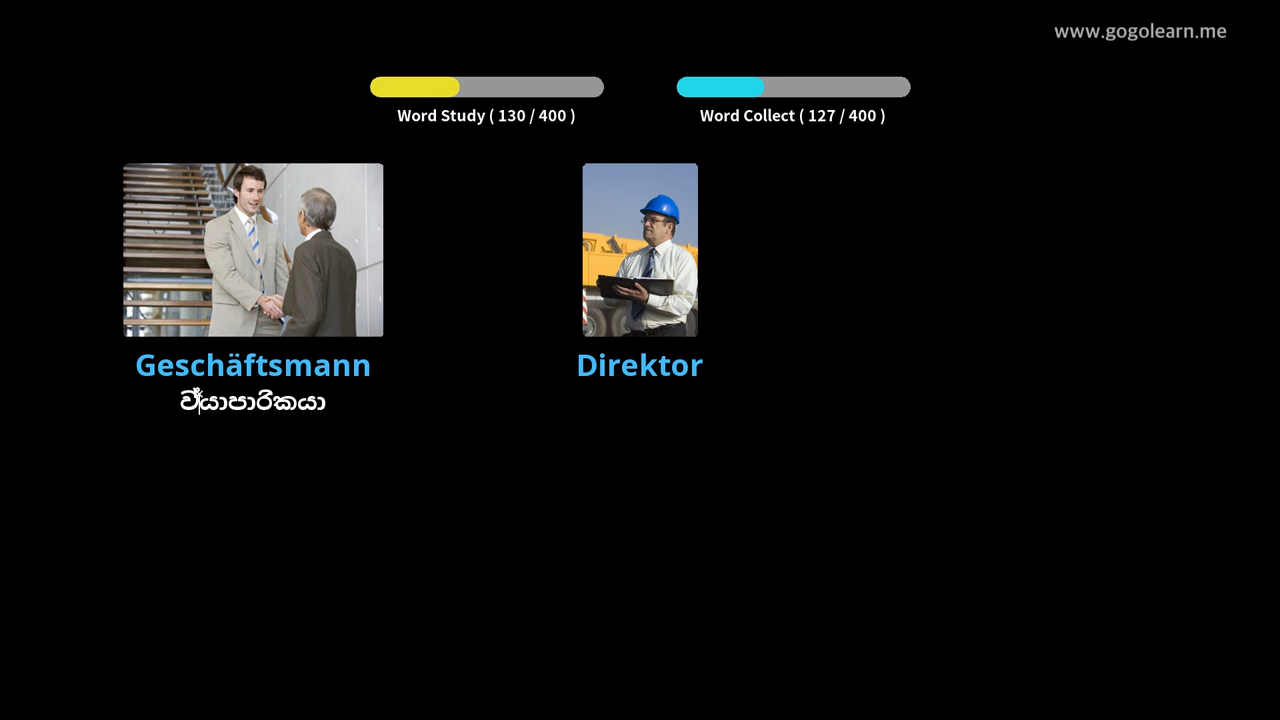 www.gogolearn.me
Word Study ( 130 / 400 )
Word Collect ( 127 / 400 )
Geschäftsmann
ව්‍යාපාරිකයා
Direktor